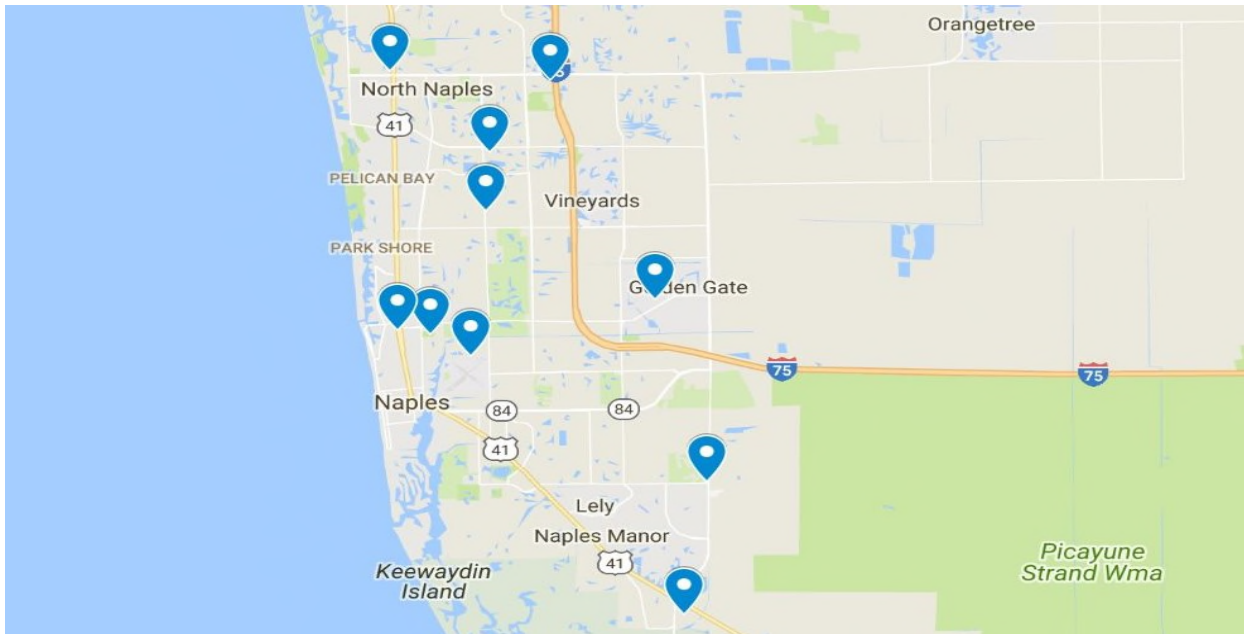 Orangetree
North Naples
41
PELICAN BAY
Vineyards
PARK SHORE
Golden Gate
75
75
Naples
84
84
41
Lely
Naples Manor
41
Keewaydin
Island
Picayune
Strand Wma